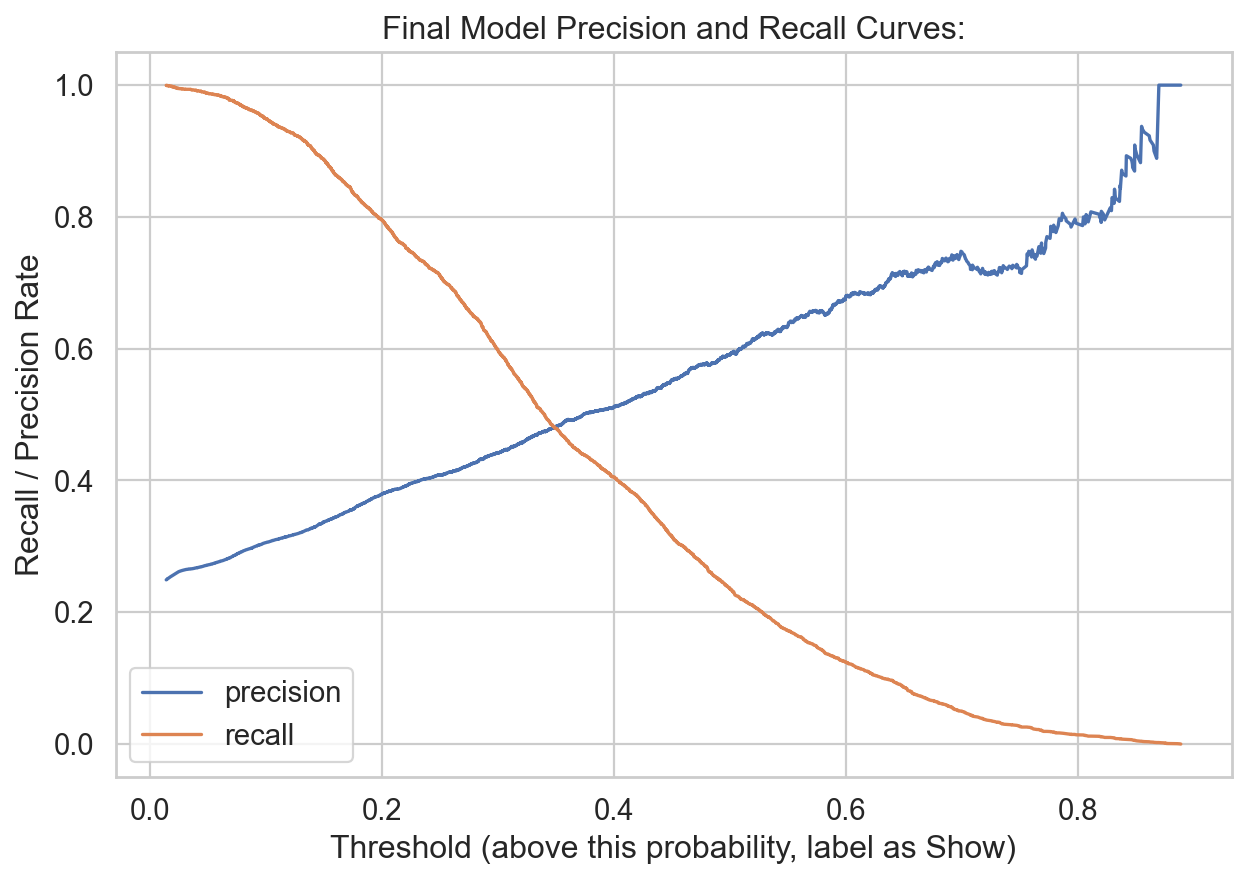 Final Model Precision and Recall Curves:
1.0
0.8
0.6
0.4
0.2
0.0
Recall / Precision Rate
precision
recall
0.0 0.2 0.4 0.6 0.8
Threshold (above this probability, label as Show)